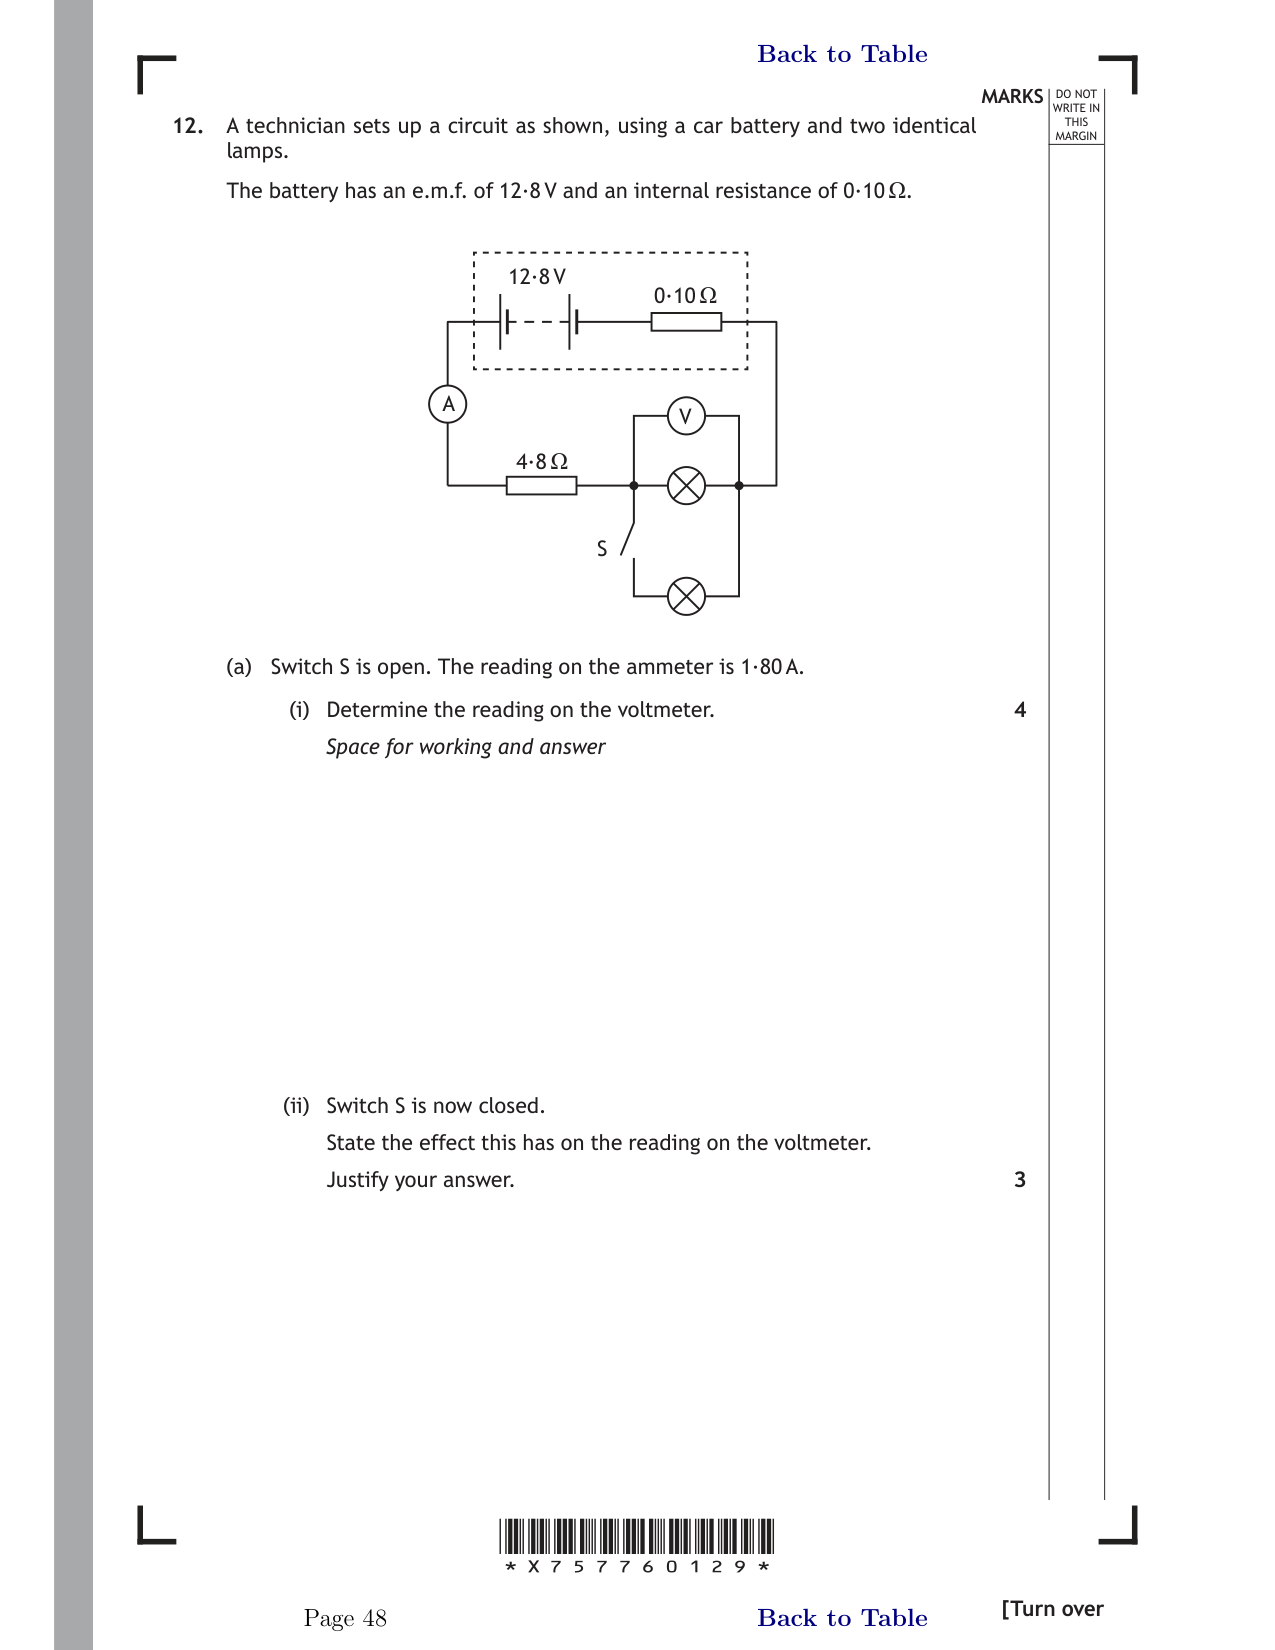 Back to Table
MARKS
DO NOT
WRITE IN
THIS
MARGIN
12. A technician sets up a circuit as shown, using a car battery and two identical
lamps.
The battery has an e.m.f. of 12·8 V and an internal resistance of 0·10 Ω.
12·8 V
0·10 Ω
A
V
4·8 Ω
S
(a) Switch S is open. The reading on the ammeter is 1·80 A.
(i) Determine the reading on the voltmeter. 4
Space for working and answer
(ii) Switch S is now closed.
State the effect this has on the reading on the voltmeter.
Justify your answer. 3
* X 7 5 7 7 6 0 1 2 9 *
[Turn over
Page 48
Back to Table